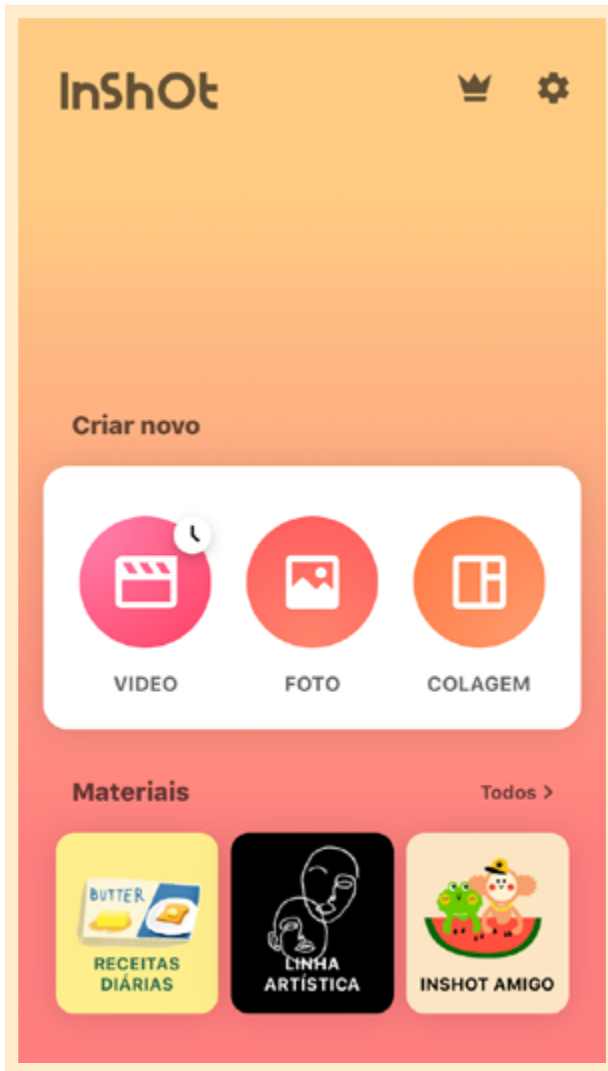 InShOt
Criar novo
VIDEO
FOTO
COLAGEM
Materiais
Todos >
BUTTER
RECEITAS
DIÁRIAS
LINHA
ARTÍSTICA
INSHOT AMIGO